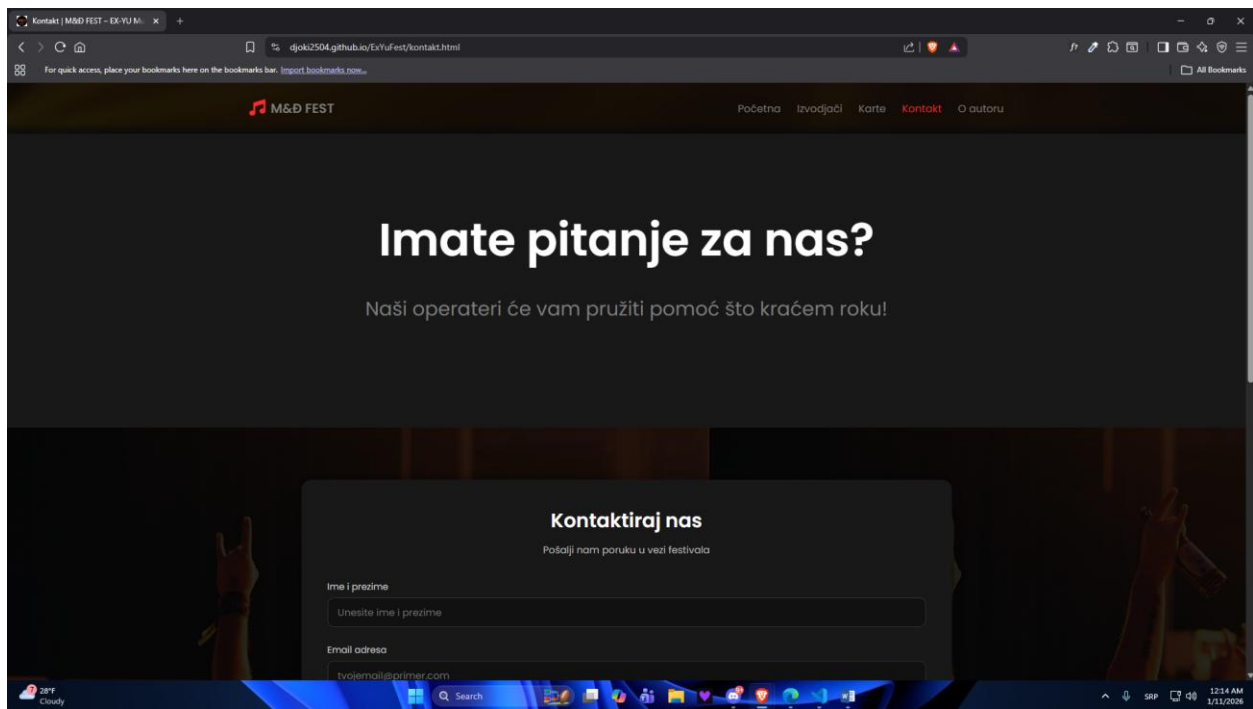 Kontakt | M&Đ FEST – EX-YU Mu
djoki2504.github.io/ExYuFest/kontakt.html
For quick access, place your bookmarks here on the bookmarks bar. Import bookmarks now...
All Bookmarks
M&Đ FEST
Početna Izvodjači Karte Kontakt O autoru
Imate pitanje za nas?
Naši operateri će vam pružiti pomoć što kraćem roku!
Kontaktiraj nas
Pošalji nam poruku u vezi festivala
Ime i prezime
Unesite ime i prezime
Email adresa
tvojemail@primer.com
7
28°F
Cloudy
Search
SRP
12:14 AM
1/11/2026